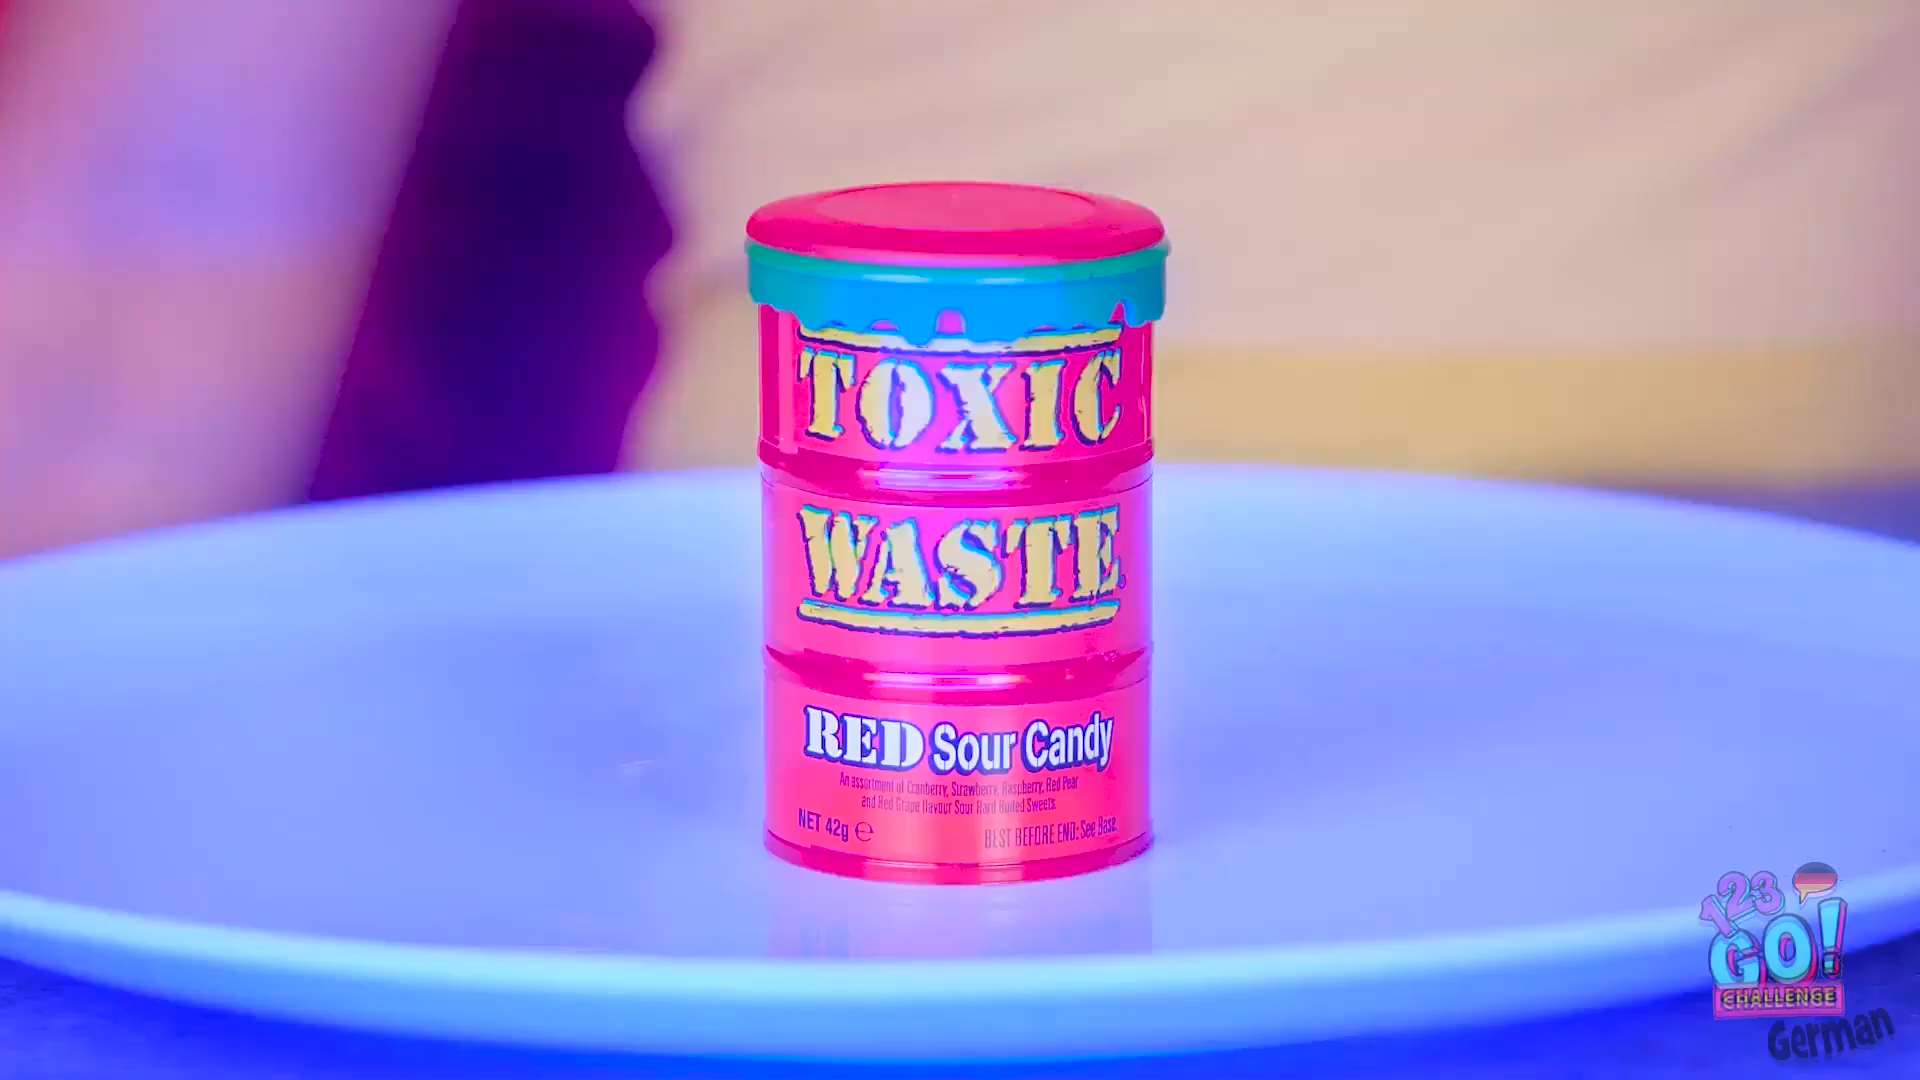 TOXIC
WASTE
RED Sour Candy
An assortment of Cranberry, Strawberry, Raspberry, Red Pear
and Red Grape flavour Sour Hard Boiled Sweets.
NET 42g ℮
BEST BEFORE END: See Base.
123
GO!
CHALLENGE
German